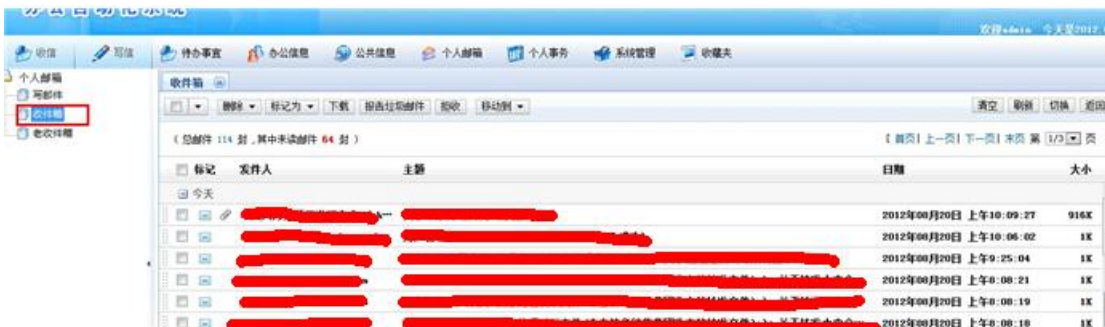 办公自动化系统
欢迎admin 今天是2012.
收信 写信 待办事宜 办公信息 公共信息 个人邮箱 个人事务 系统管理 收藏夹
个人邮箱
写邮件
收件箱
老收件箱
收件箱
删除 标记为 下载 报告垃圾邮件 拒收 移动到 清空 刷新 切换 返回
( 总邮件 114 封 ,其中未读邮件 64 封 ) 【 首页| 上一页| 下一页| 末页 第 1/3 页
标记 发件人 主题 日期 大小
今天
2012年08月20日 上午10:09:27 916K
2012年08月20日 上午10:06:02 1K
2012年08月20日 上午9:25:04 1K
2012年08月20日 上午8:08:21 1K
2012年08月20日 上午8:08:19 1K
2012年08月20日 上午8:08:18 1K